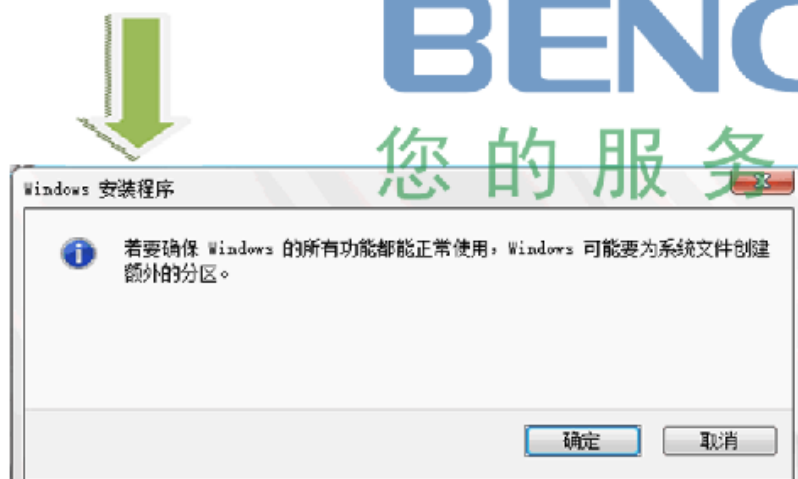 BENC
您的服务
Windows 安装程序
若要确保 Windows 的所有功能都能正常使用，Windows 可能要为系统文件创建
额外的分区。
确定
取消